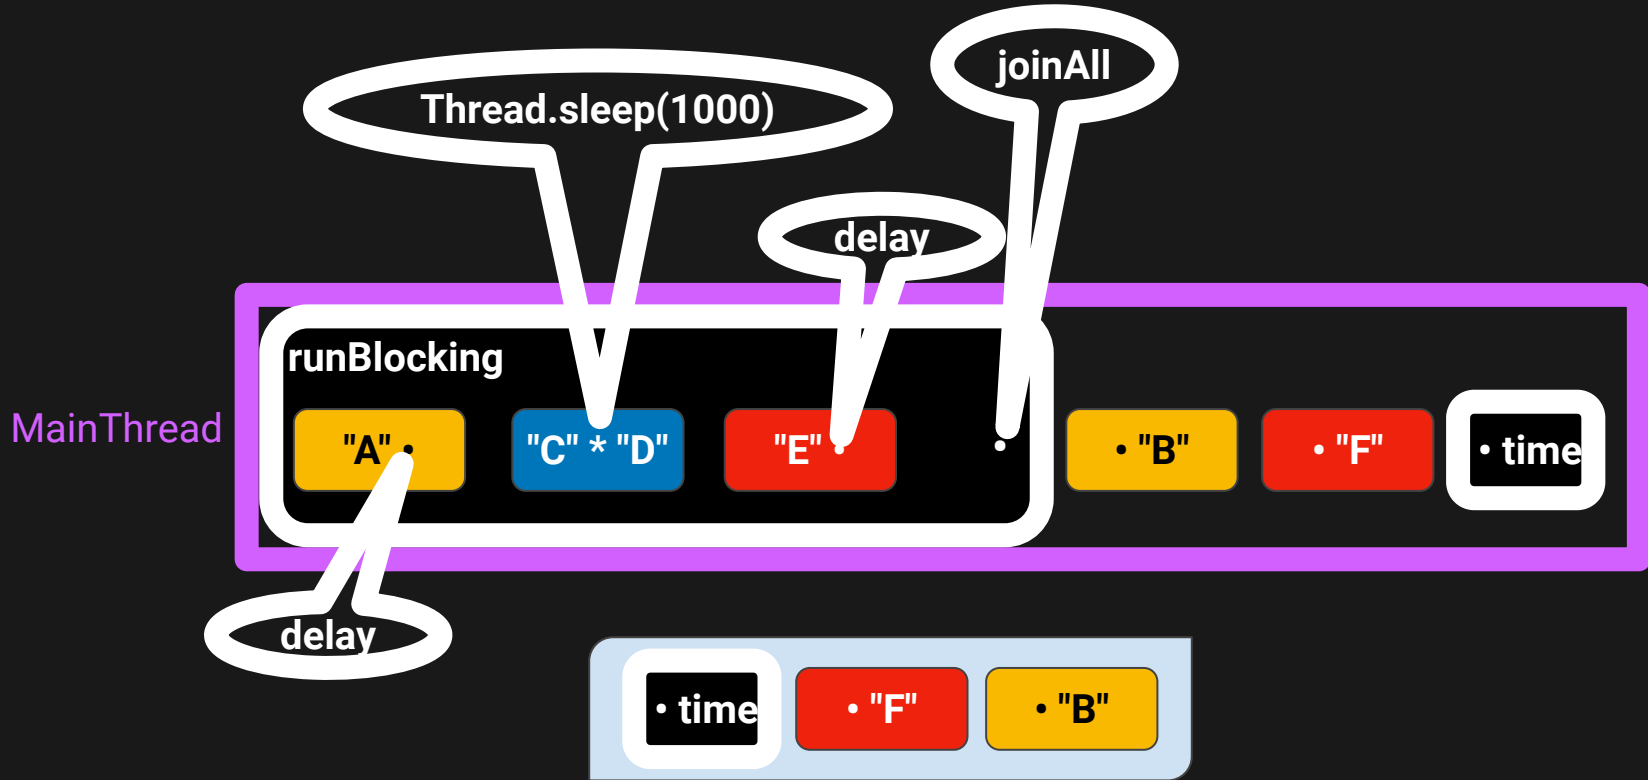 joinAll
Thread.sleep(1000)
delay
runBlocking
MainThread
"A" •
"C" * "D"
"E" •
•
• "B"
• "F"
• time
delay
• time
• "F"
• "B"